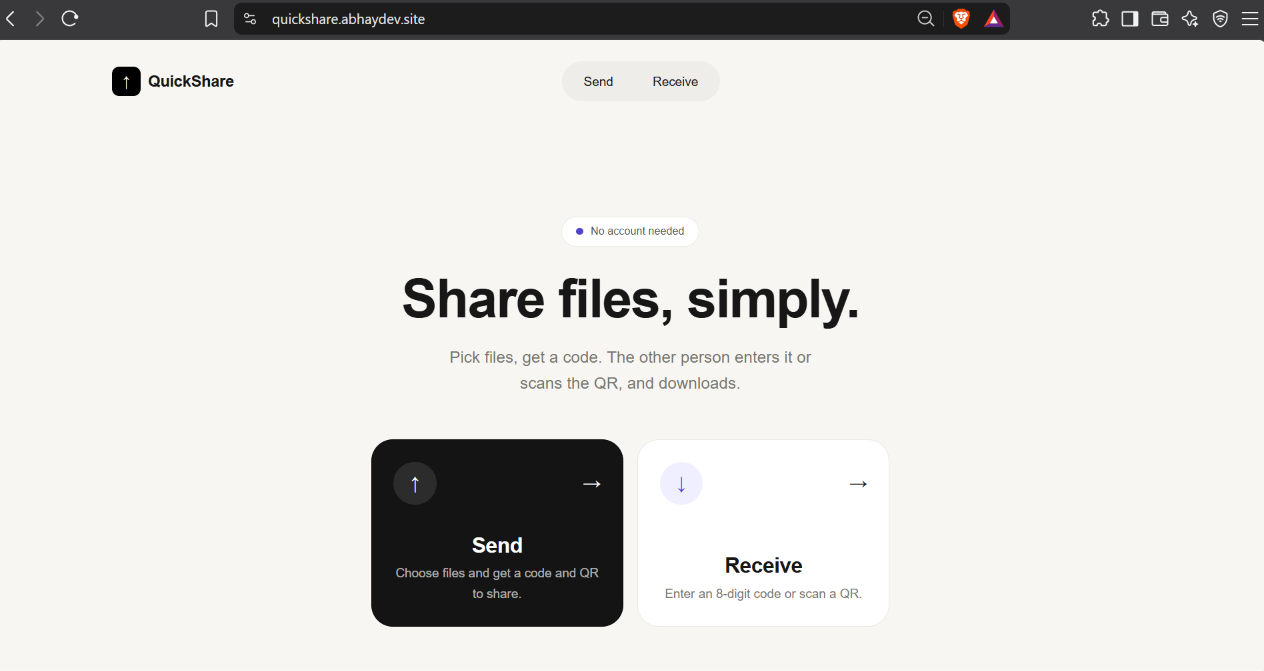 quickshare.abhaydev.site
↑ QuickShare
Send
Receive
No account needed
Share files, simply.
Pick files, get a code. The other person enters it or
scans the QR, and downloads.
↑ →
Send
Choose files and get a code and QR
to share.
↓ →
Receive
Enter an 8-digit code or scan a QR.